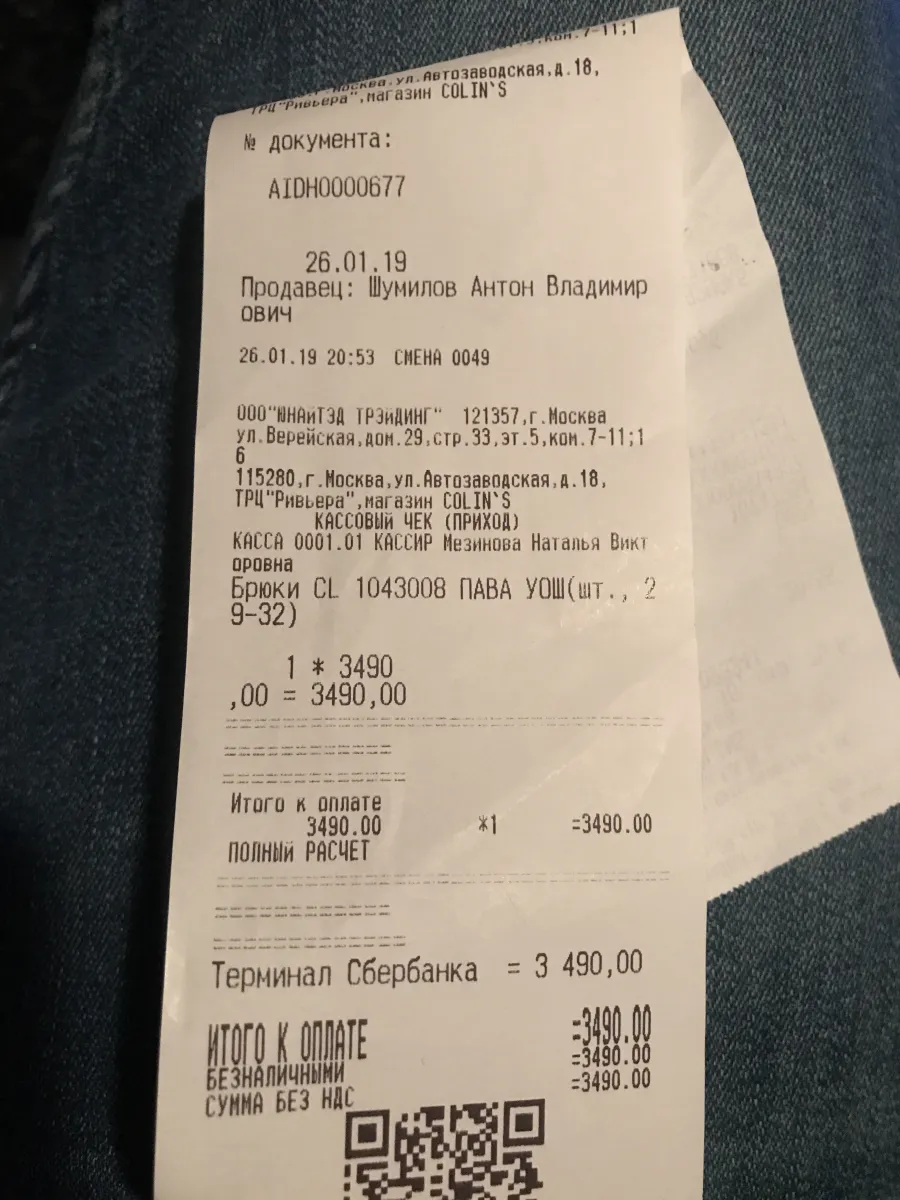 ком.7-11;1
г.Москва,ул.Автозаводская,д.18,
ТРЦ"Ривьера",магазин COLIN`S
№ документа:
AIDH0000677
26.01.19
Продавец: Шумилов Антон Владимир
ович
26.01.19 20:53 СМЕНА 0049
ООО"ЮНАйТЭД ТРЭйДИНГ" 121357,г.Москва
ул.Верейская,дом.29,стр.33,эт.5,ком.7-11;1
6
115280,г.Москва,ул.Автозаводская,д.18,
ТРЦ"Ривьера",магазин COLIN`S
КАССОВЫй ЧЕК (ПРИХОД)
КАССА 0001.01 КАССИР Мезинова Наталья Викт
оровна
Брюки CL 1043008 ПАВА УОШ(шт., 2
9-32)
1 * 3490
,00 = 3490,00
Итого к оплате
3490.00 *1 =3490.00
ПОЛНЫй РАСЧЕТ
Терминал Сбербанка = 3 490,00
ИТОГО К ОПЛАТЕ =3490.00
БЕЗНАЛИЧНЫМИ =3490.00
СУММА БЕЗ НДС =3490.00